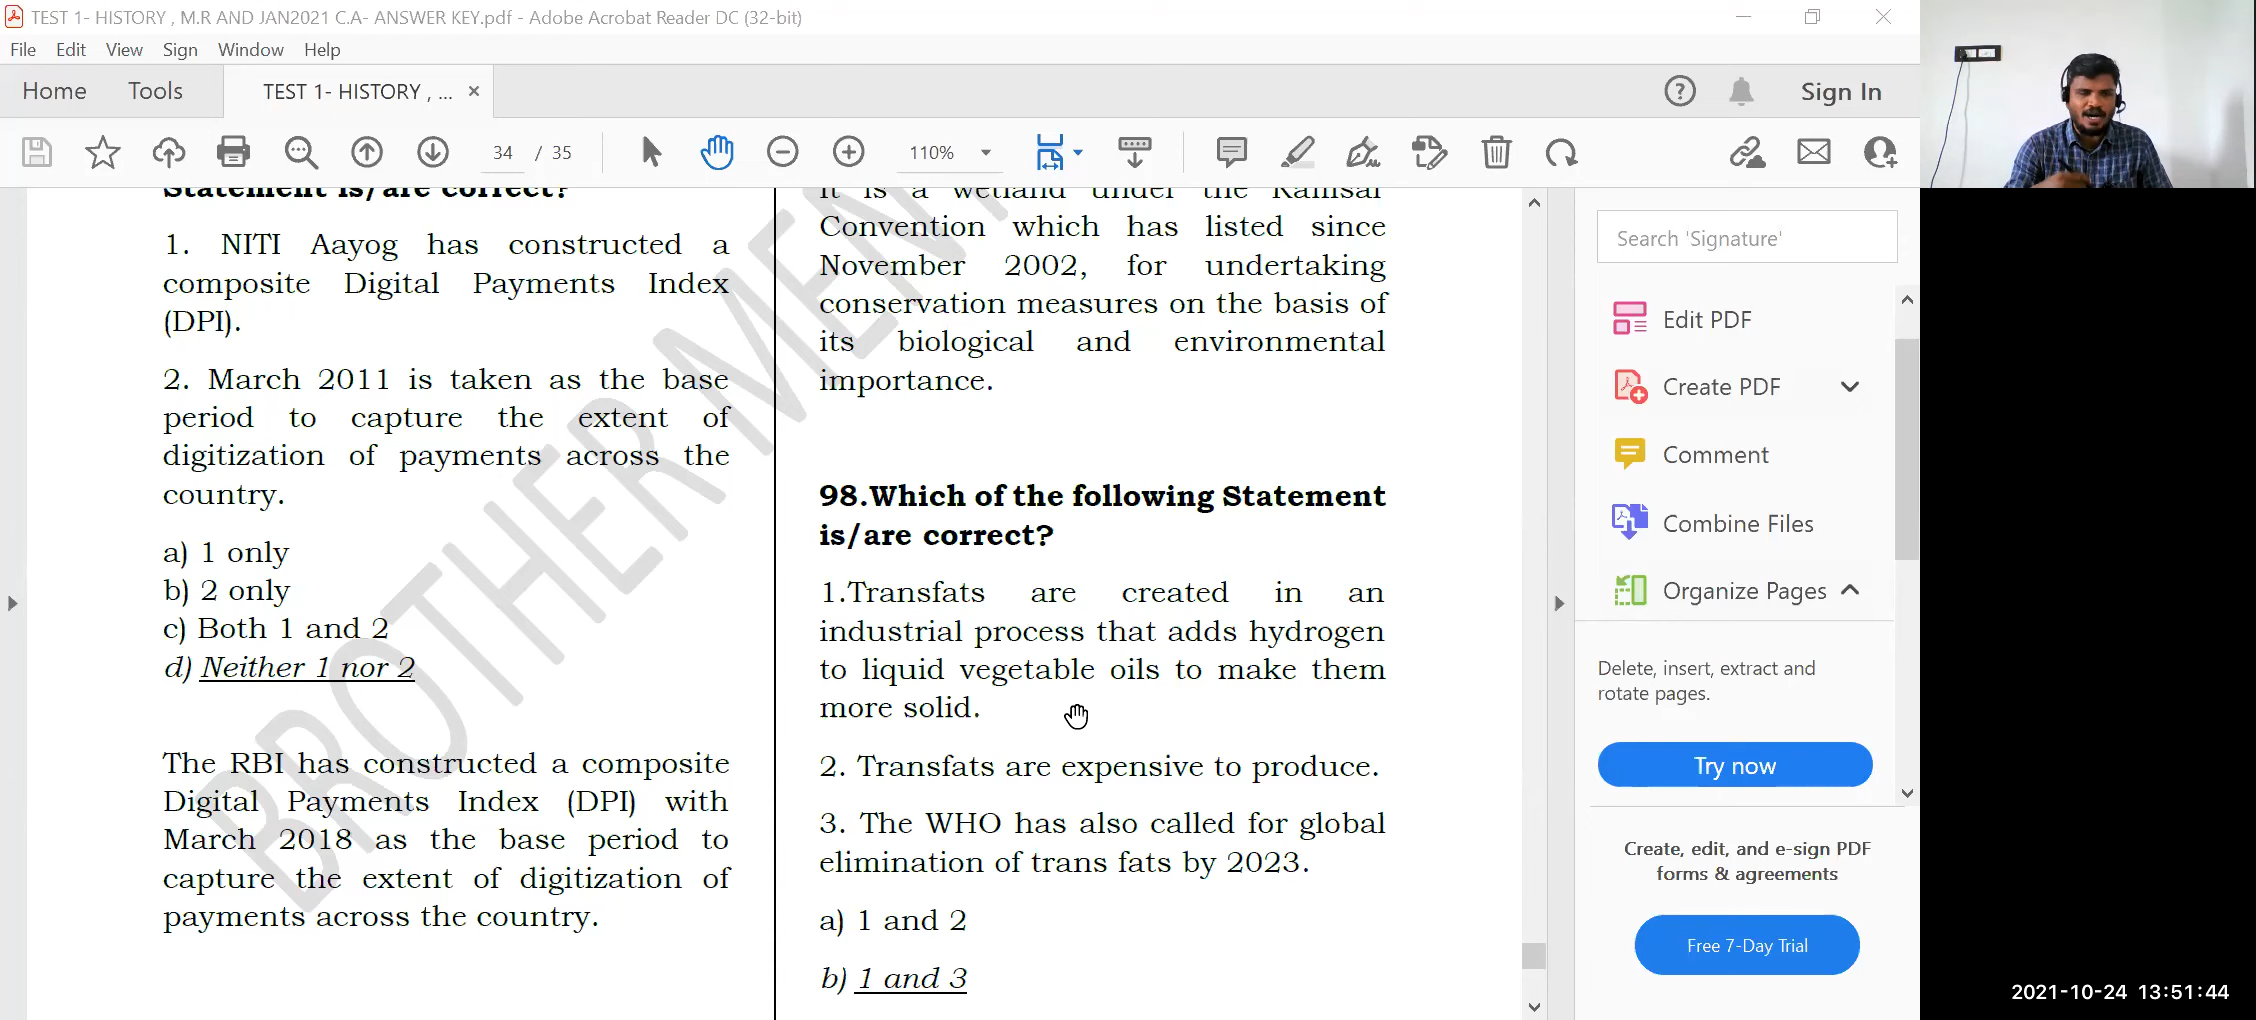 TEST 1- HISTORY , M.R AND JAN2021 C.A- ANSWER KEY.pdf - Adobe Acrobat Reader DC (32-bit)
File Edit View Sign Window Help
Home Tools TEST 1- HISTORY , ... × Sign In
34 / 35 110%
Statement is/are correct?
1. NITI Aayog has constructed a
composite Digital Payments Index
(DPI).
2. March 2011 is taken as the base
period to capture the extent of
digitization of payments across the
country.
a) 1 only
b) 2 only
c) Both 1 and 2
d) Neither 1 nor 2
The RBI has constructed a composite
Digital Payments Index (DPI) with
March 2018 as the base period to
capture the extent of digitization of
payments across the country.
It is a wetland under the Ramsar
Convention which has listed since
November 2002, for undertaking
conservation measures on the basis of
its biological and environmental
importance.
98.Which of the following Statement
is/are correct?
1.Transfats are created in an
industrial process that adds hydrogen
to liquid vegetable oils to make them
more solid.
2. Transfats are expensive to produce.
3. The WHO has also called for global
elimination of trans fats by 2023.
a) 1 and 2
b) 1 and 3
BROTHER MEN
Search 'Signature'
Edit PDF
Create PDF
Comment
Combine Files
Organize Pages
Delete, insert, extract and
rotate pages.
Try now
Create, edit, and e-sign PDF
forms & agreements
Free 7-Day Trial
2021-10-24 13:51:44